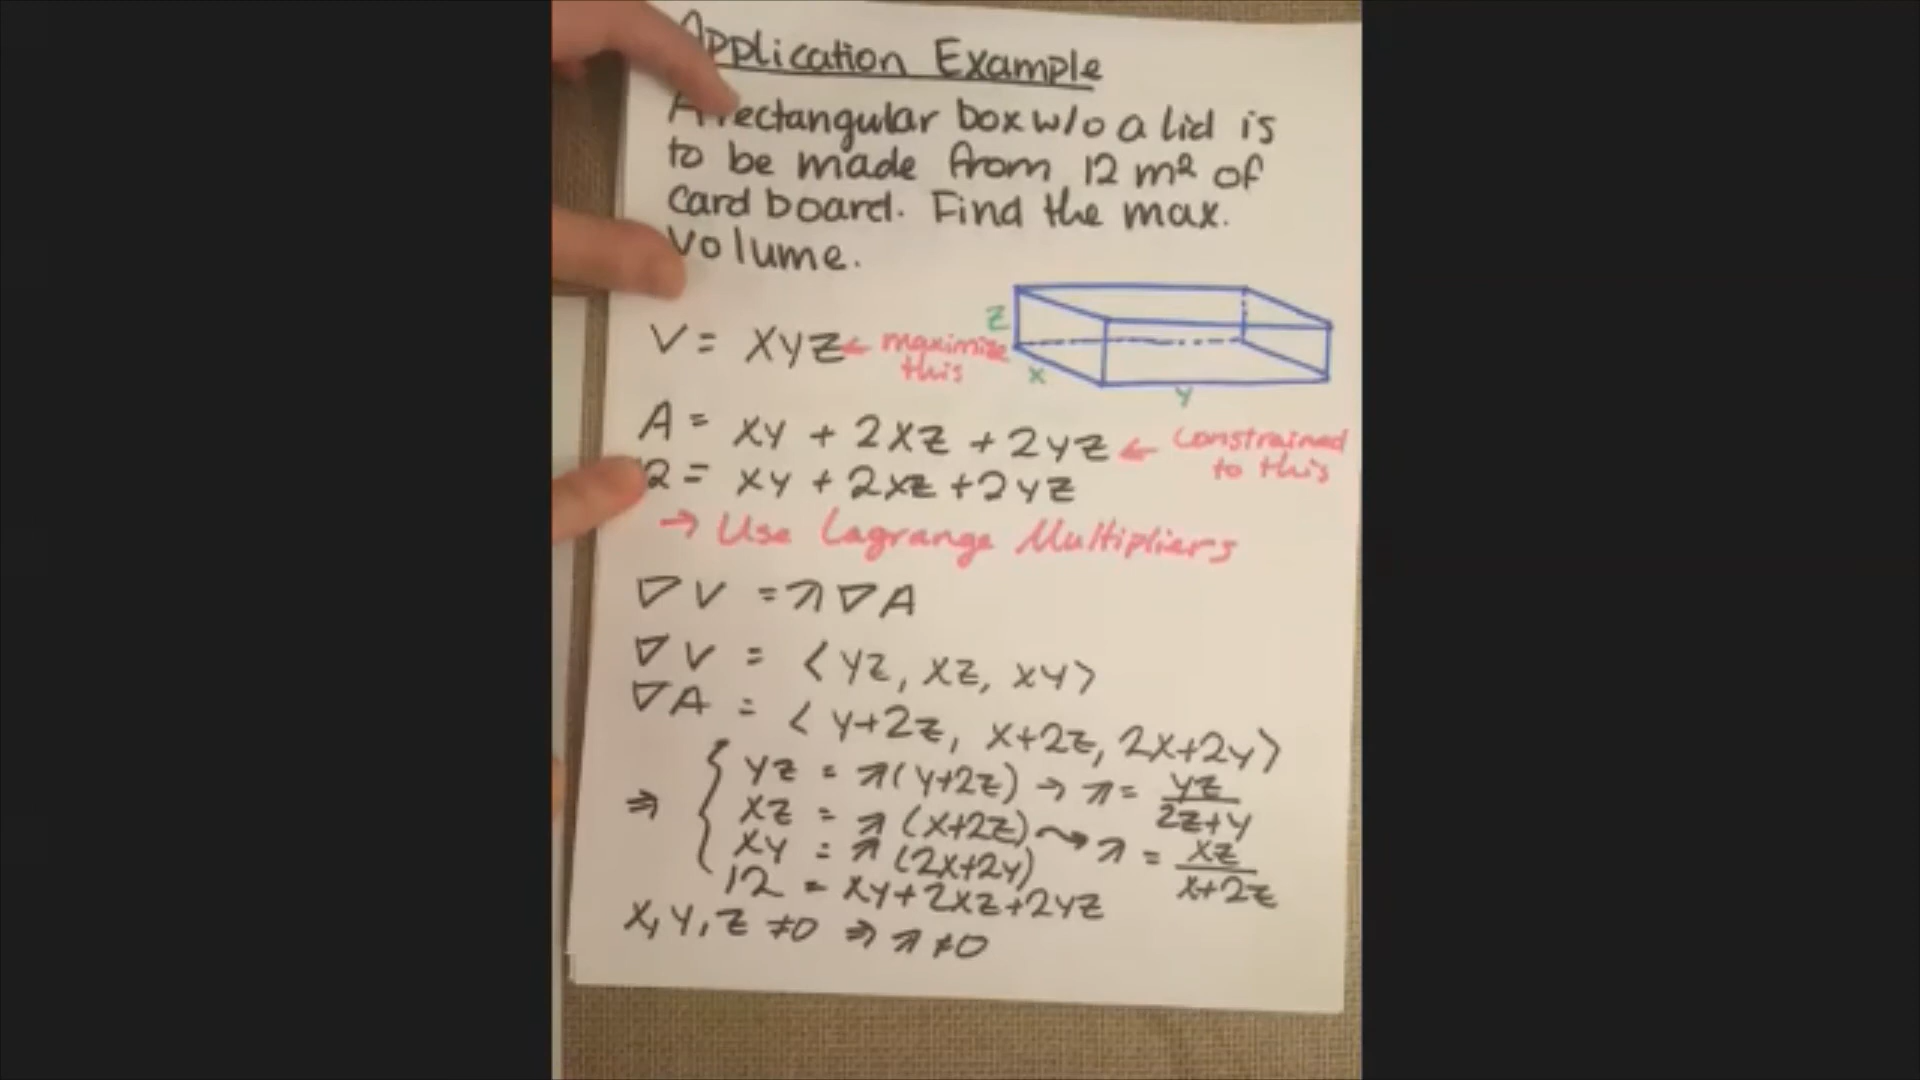 Application Example
A rectangular box w/o a lid is
to be made from 12 m² of
card board. Find the max.
Volume.
V = XYZ ← maximize this
Z
X
Y
A = XY + 2XZ + 2YZ ← constrained to this
12 = XY + 2XZ + 2YZ
→ Use Lagrange Multipliers
∇V = λ∇A
∇V = ⟨YZ, XZ, XY⟩
∇A = ⟨Y+2Z, X+2Z, 2X+2Y⟩
⇒ { YZ = λ(Y+2Z) → λ = YZ/(2Z+Y)
XZ = λ(X+2Z) ⇝ λ = XZ/(X+2Z)
XY = λ(2X+2Y)
12 = XY+2XZ+2YZ
X, Y, Z ≠0 ⇒ λ≠0